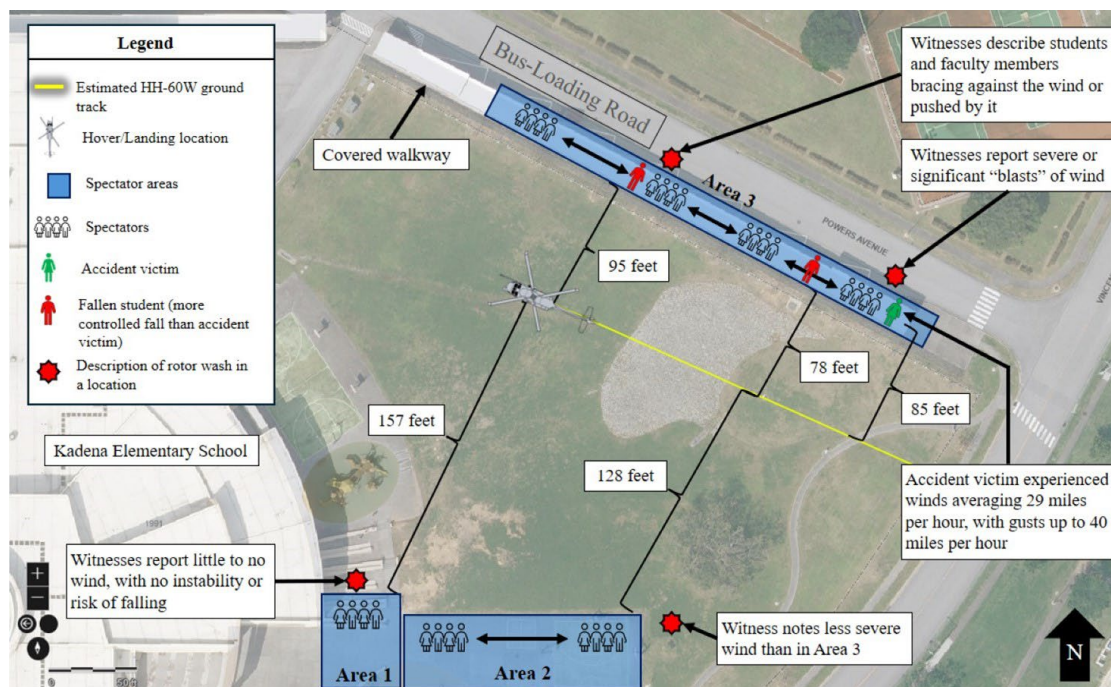 Legend
Estimated HH-60W ground
track
Hover/Landing location
Spectator areas
Spectators
Accident victim
Fallen student (more
controlled fall than accident
victim)
Description of rotor wash in
a location
Covered walkway
Bus-Loading Road
Witnesses describe students
and faculty members
bracing against the wind or
pushed by it
Witnesses report severe or
significant “blasts” of wind
Area 3
POWERS AVENUE
95 feet
78 feet
85 feet
157 feet
128 feet
Kadena Elementary School
1991
Accident victim experienced
winds averaging 29 miles
per hour, with gusts up to 40
miles per hour
Witnesses report little to no
wind, with no instability or
risk of falling
Witness notes less severe
wind than in Area 3
Area 1
Area 2
N